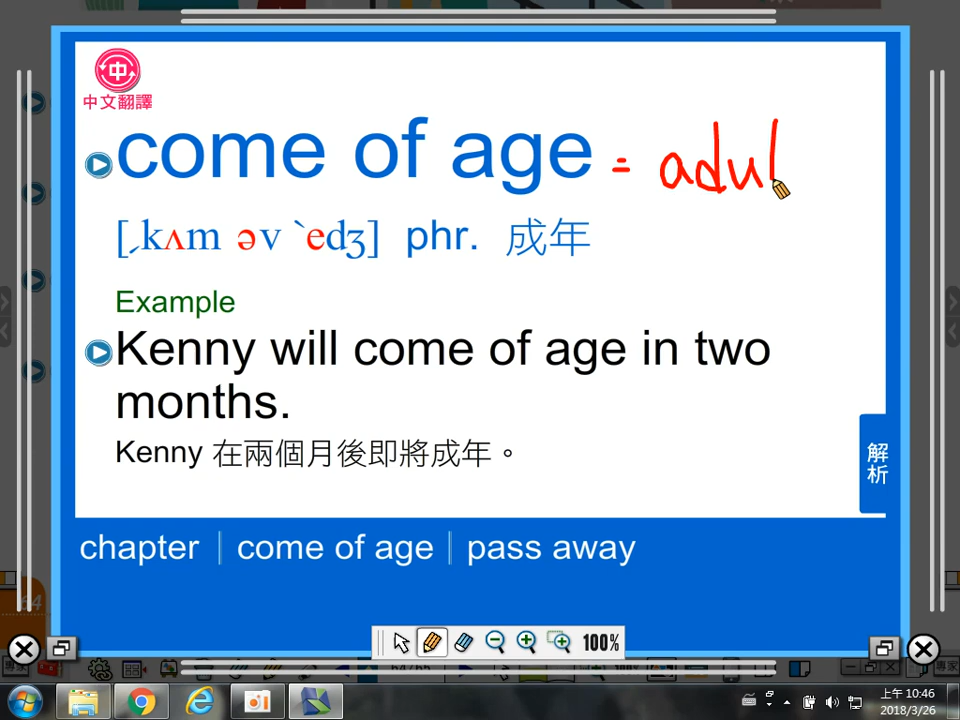 中文翻譯
come of age = adul
[ˏkʌm əv ˋedʒ] phr. 成年
Example
Kenny will come of age in two
months.
Kenny 在兩個月後即將成年。
解析
chapter | come of age | pass away
100%
上午 10:46
2018/3/26